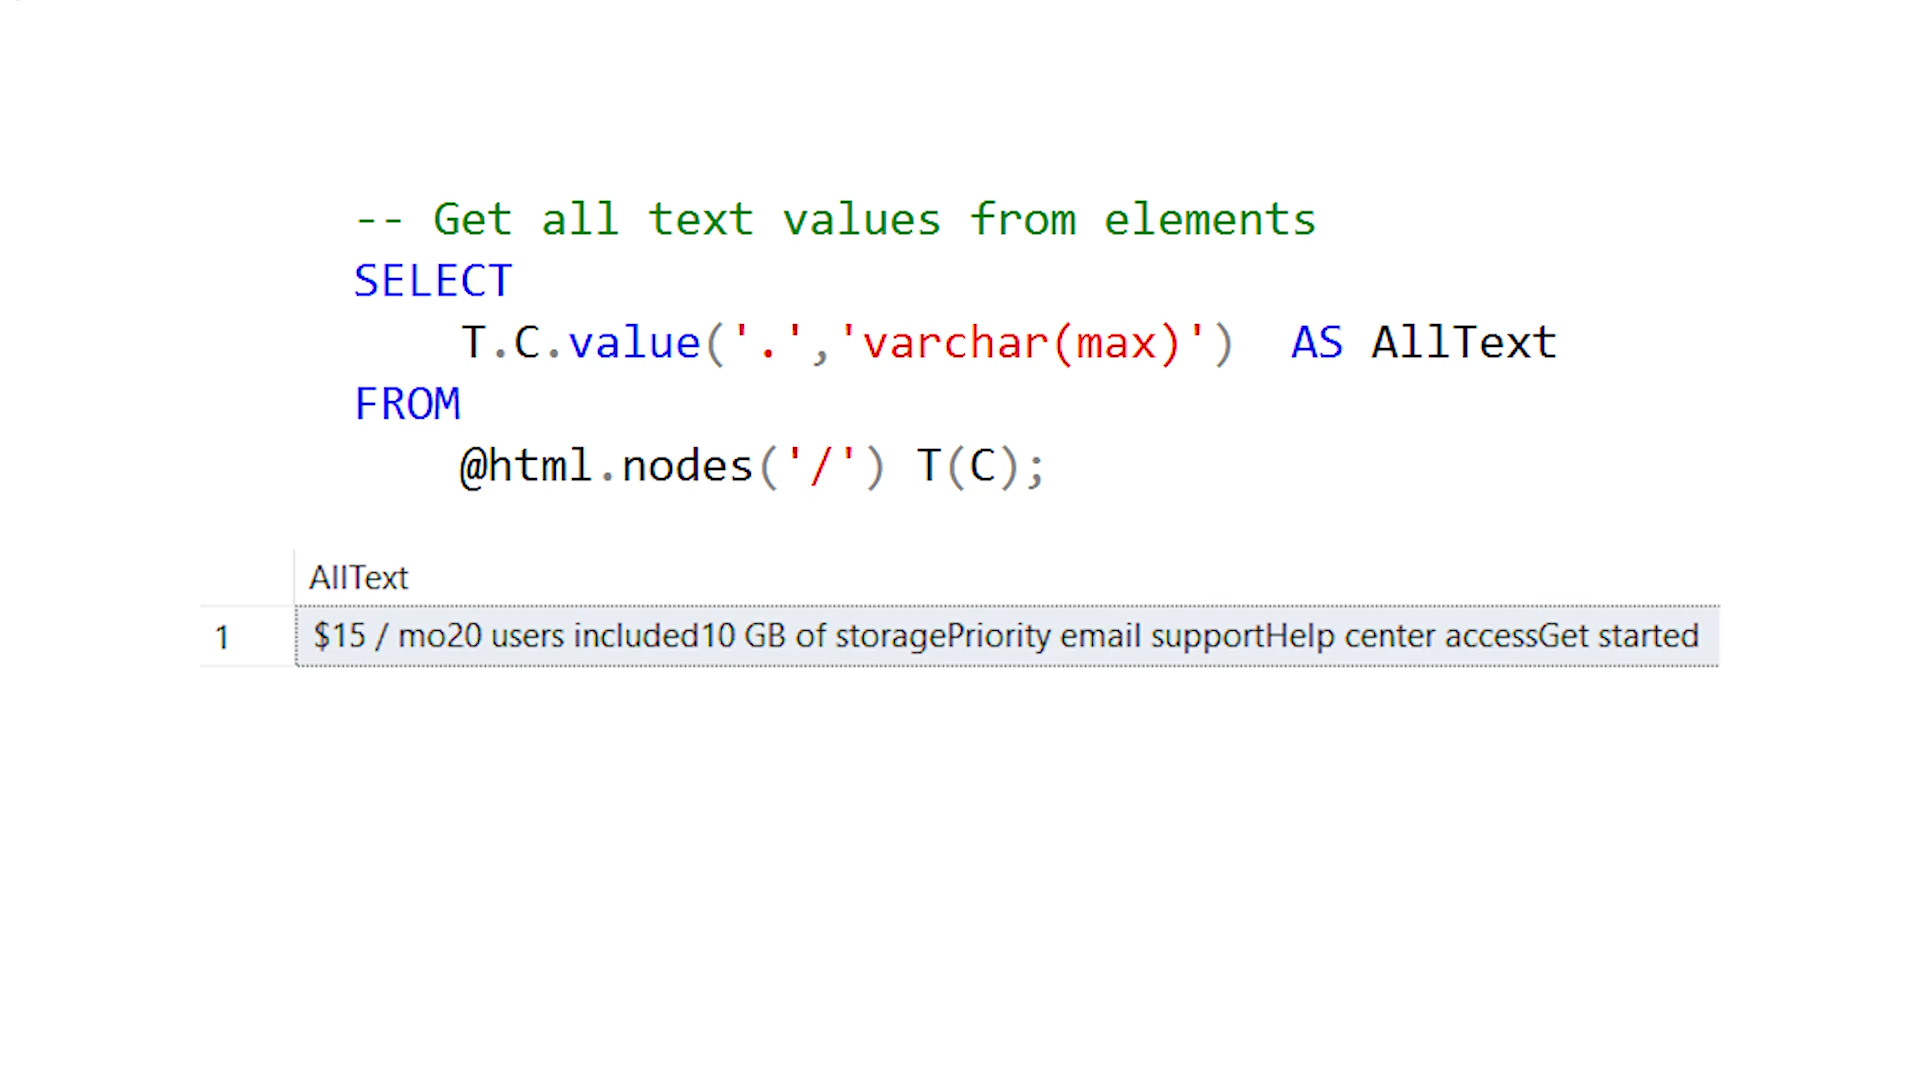 -- Get all text values from elements
SELECT
T.C.value('.','varchar(max)')  AS AllText
FROM
@html.nodes('/') T(C);
AllText
1 $15 / mo20 users included10 GB of storagePriority email supportHelp center accessGet started